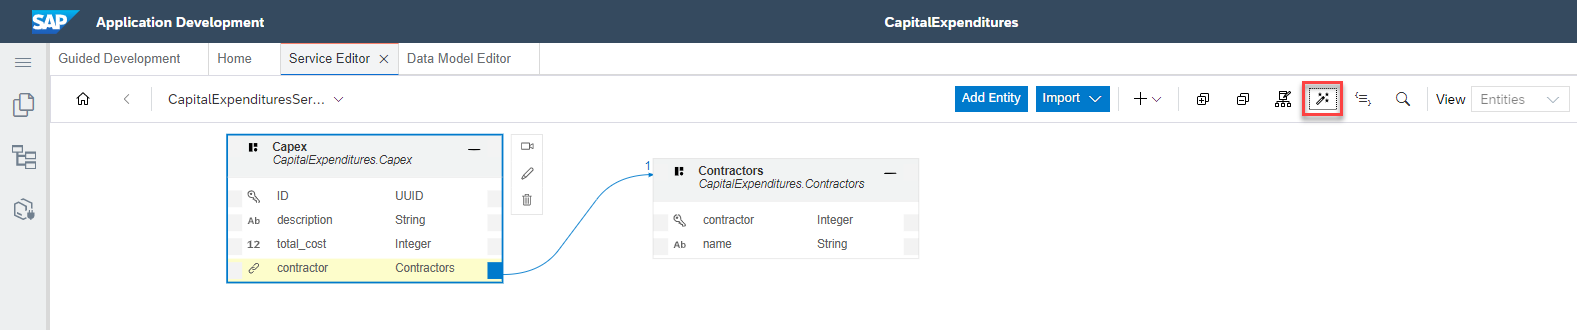 SAP Application Development CapitalExpenditures
Guided Development Home Service Editor Data Model Editor
CapitalExpendituresSer... Add Entity Import View Entities
Capex
CapitalExpenditures.Capex
ID UUID
Ab description String
12 total_cost Integer
contractor Contractors
1
Contractors
CapitalExpenditures.Contractors
contractor Integer
Ab name String